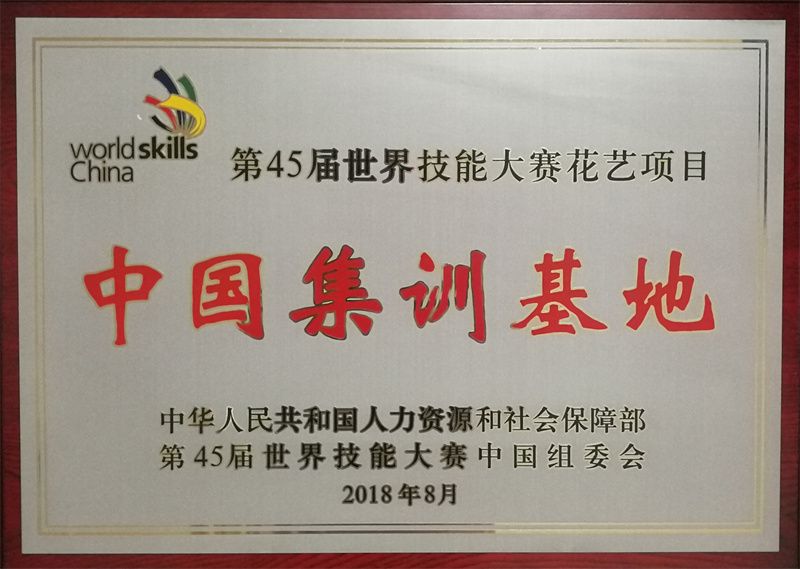 worldskills
China
第45届世界技能大赛花艺项目
中国集训基地
中华人民共和国人力资源和社会保障部
第45届世界技能大赛中国组委会
2018年8月